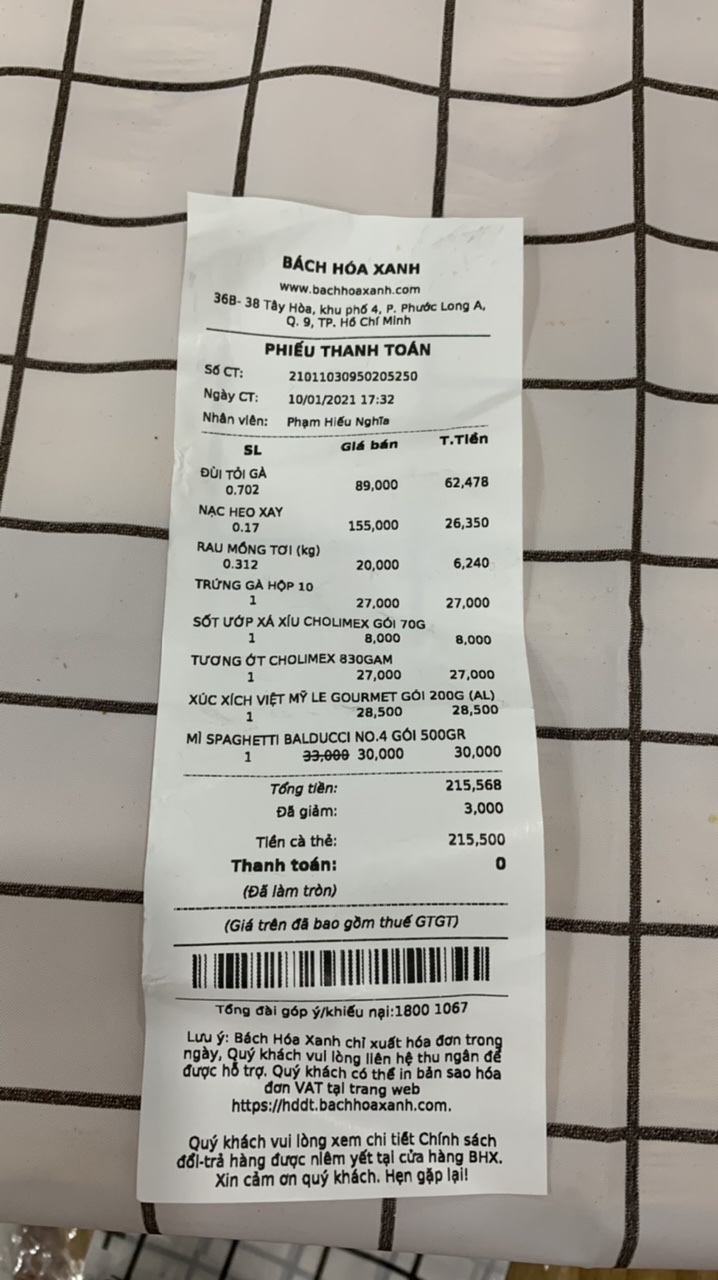 BÁCH HÓA XANH
www.bachhoaxanh.com
36B- 38 Tây Hòa, khu phố 4, P. Phước Long A,
Q. 9, TP. Hồ Chí Minh
PHIẾU THANH TOÁN
Số CT: 21011030950205250
Ngày CT: 10/01/2021 17:32
Nhân viên: Phạm Hiếu Nghĩa
SL Giá bán T.Tiền
ĐÙI TỎI GÀ
0.702 89,000 62,478
NẠC HEO XAY
0.17 155,000 26,350
RAU MỒNG TƠI (kg)
0.312 20,000 6,240
TRỨNG GÀ HỘP 10
1 27,000 27,000
SỐT ƯỚP XÁ XÍU CHOLIMEX GÓI 70G
1 8,000 8,000
TƯƠNG ỚT CHOLIMEX 830GAM
1 27,000 27,000
XÚC XÍCH VIỆT MỸ LE GOURMET GÓI 200G (AL)
1 28,500 28,500
MÌ SPAGHETTI BALDUCCI NO.4 GÓI 500GR
1 33,000 30,000 30,000
Tổng tiền: 215,568
Đã giảm: 3,000
Tiền cà thẻ: 215,500
Thanh toán: 0
(Đã làm tròn)
(Giá trên đã bao gồm thuế GTGT)
Tổng đài góp ý/khiếu nại:1800 1067
Lưu ý: Bách Hóa Xanh chỉ xuất hóa đơn trong
ngày, Quý khách vui lòng liên hệ thu ngân để
được hỗ trợ. Quý khách có thể in bản sao hóa
đơn VAT tại trang web
https://hddt.bachhoaxanh.com.
Quý khách vui lòng xem chi tiết Chính sách
đổi-trả hàng được niêm yết tại cửa hàng BHX.
Xin cảm ơn quý khách. Hẹn gặp lại!